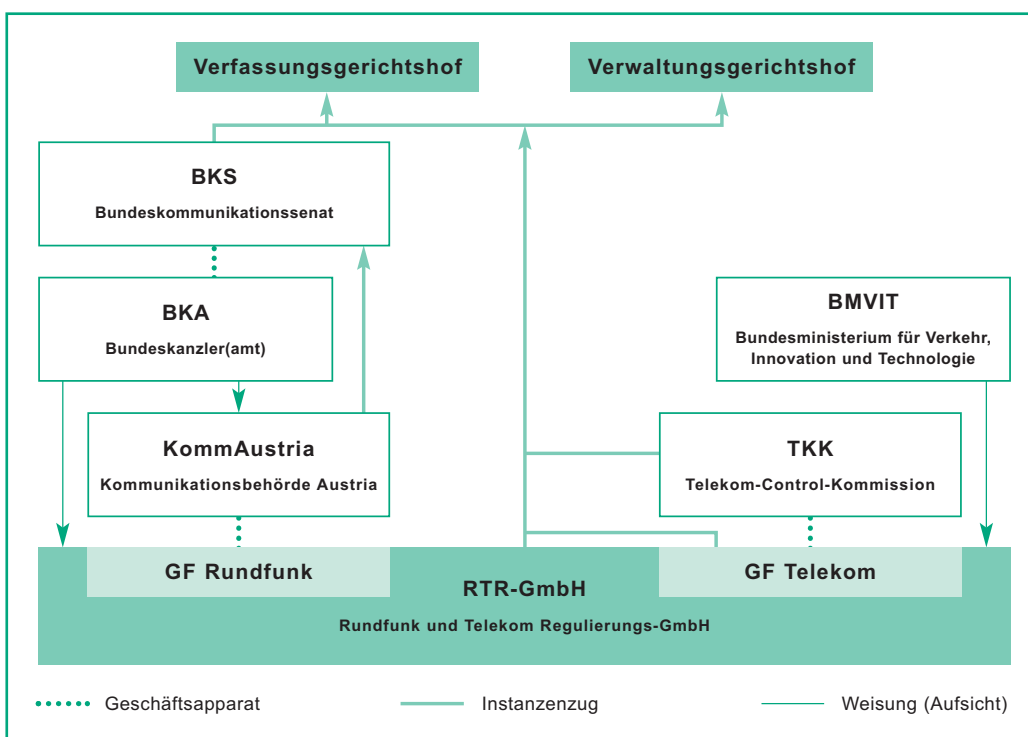 Verfassungsgerichtshof
Verwaltungsgerichtshof
BKS
Bundeskommunikationssenat
BKA
Bundeskanzler(amt)
BMVIT
Bundesministerium für Verkehr,
Innovation und Technologie
KommAustria
Kommunikationsbehörde Austria
TKK
Telekom-Control-Kommission
GF Rundfunk
GF Telekom
RTR-GmbH
Rundfunk und Telekom Regulierungs-GmbH
Geschäftsapparat
Instanzenzug
Weisung (Aufsicht)